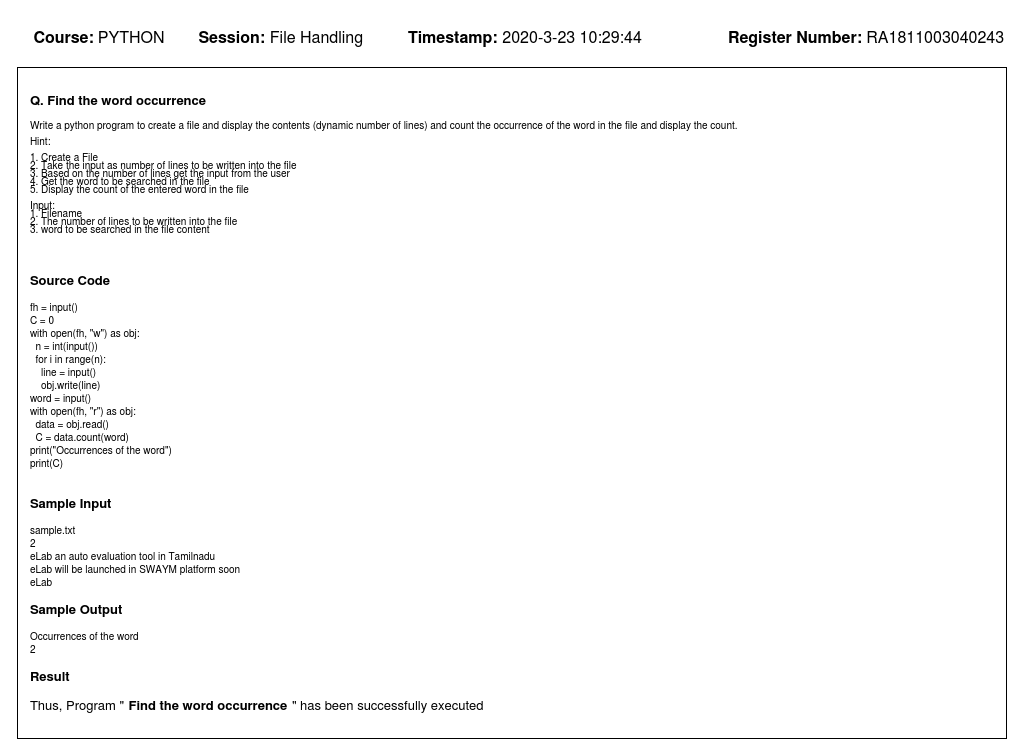 Course: PYTHON Session: File Handling Timestamp: 2020-3-23 10:29:44 Register Number: RA1811003040243
Q. Find the word occurrence
Write a python program to create a file and display the contents (dynamic number of lines) and count the occurrence of the word in the file and display the count.
Hint:
1. Create a File
2. Take the input as number of lines to be written into the file
3. Based on the number of lines get the input from the user
4. Get the word to be searched in the file
5. Display the count of the entered word in the file
Input:
1. Filename
2. The number of lines to be written into the file
3. word to be searched in the file content
Source Code
fh = input()
C = 0
with open(fh, "w") as obj:
  n = int(input())
  for i in range(n):
    line = input()
    obj.write(line)
word = input()
with open(fh, "r") as obj:
  data = obj.read()
  C = data.count(word)
print("Occurrences of the word")
print(C)
Sample Input
sample.txt
2
eLab an auto evaluation tool in Tamilnadu
eLab will be launched in SWAYM platform soon
eLab
Sample Output
Occurrences of the word
2
Result
Thus, Program " Find the word occurrence " has been successfully executed